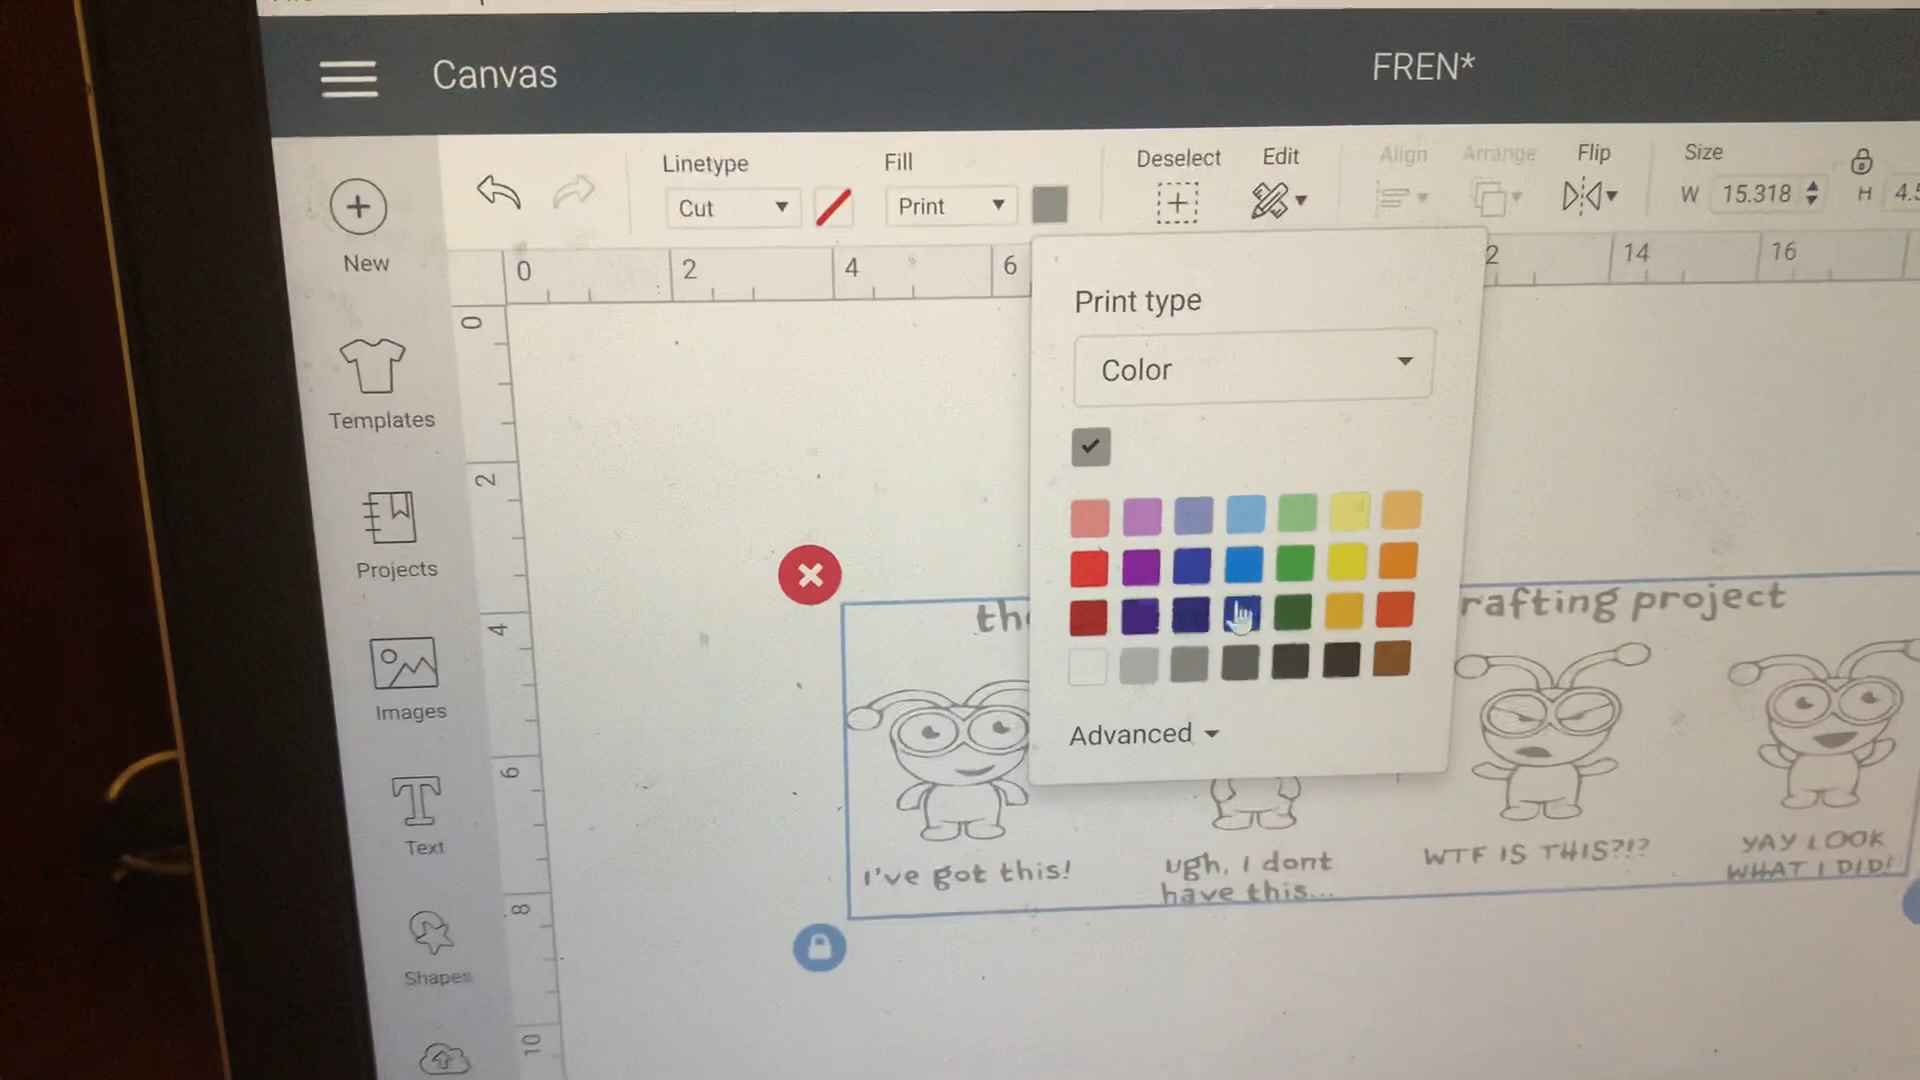 Canvas
FREN*
Linetype
Fill
Deselect
Edit
Align
Arrange
Flip
Size
Cut
Print
W 15.318
H
New
0
2
4
6
2
14
16
Print type
Color
Advanced
Templates
Projects
Images
Text
Shapes
0
2
4
6
8
10
rafting project
I've got this!
ugh, I dont
have this...
WTF IS THIS?!?
YAY LOOK
WHAT I DID!